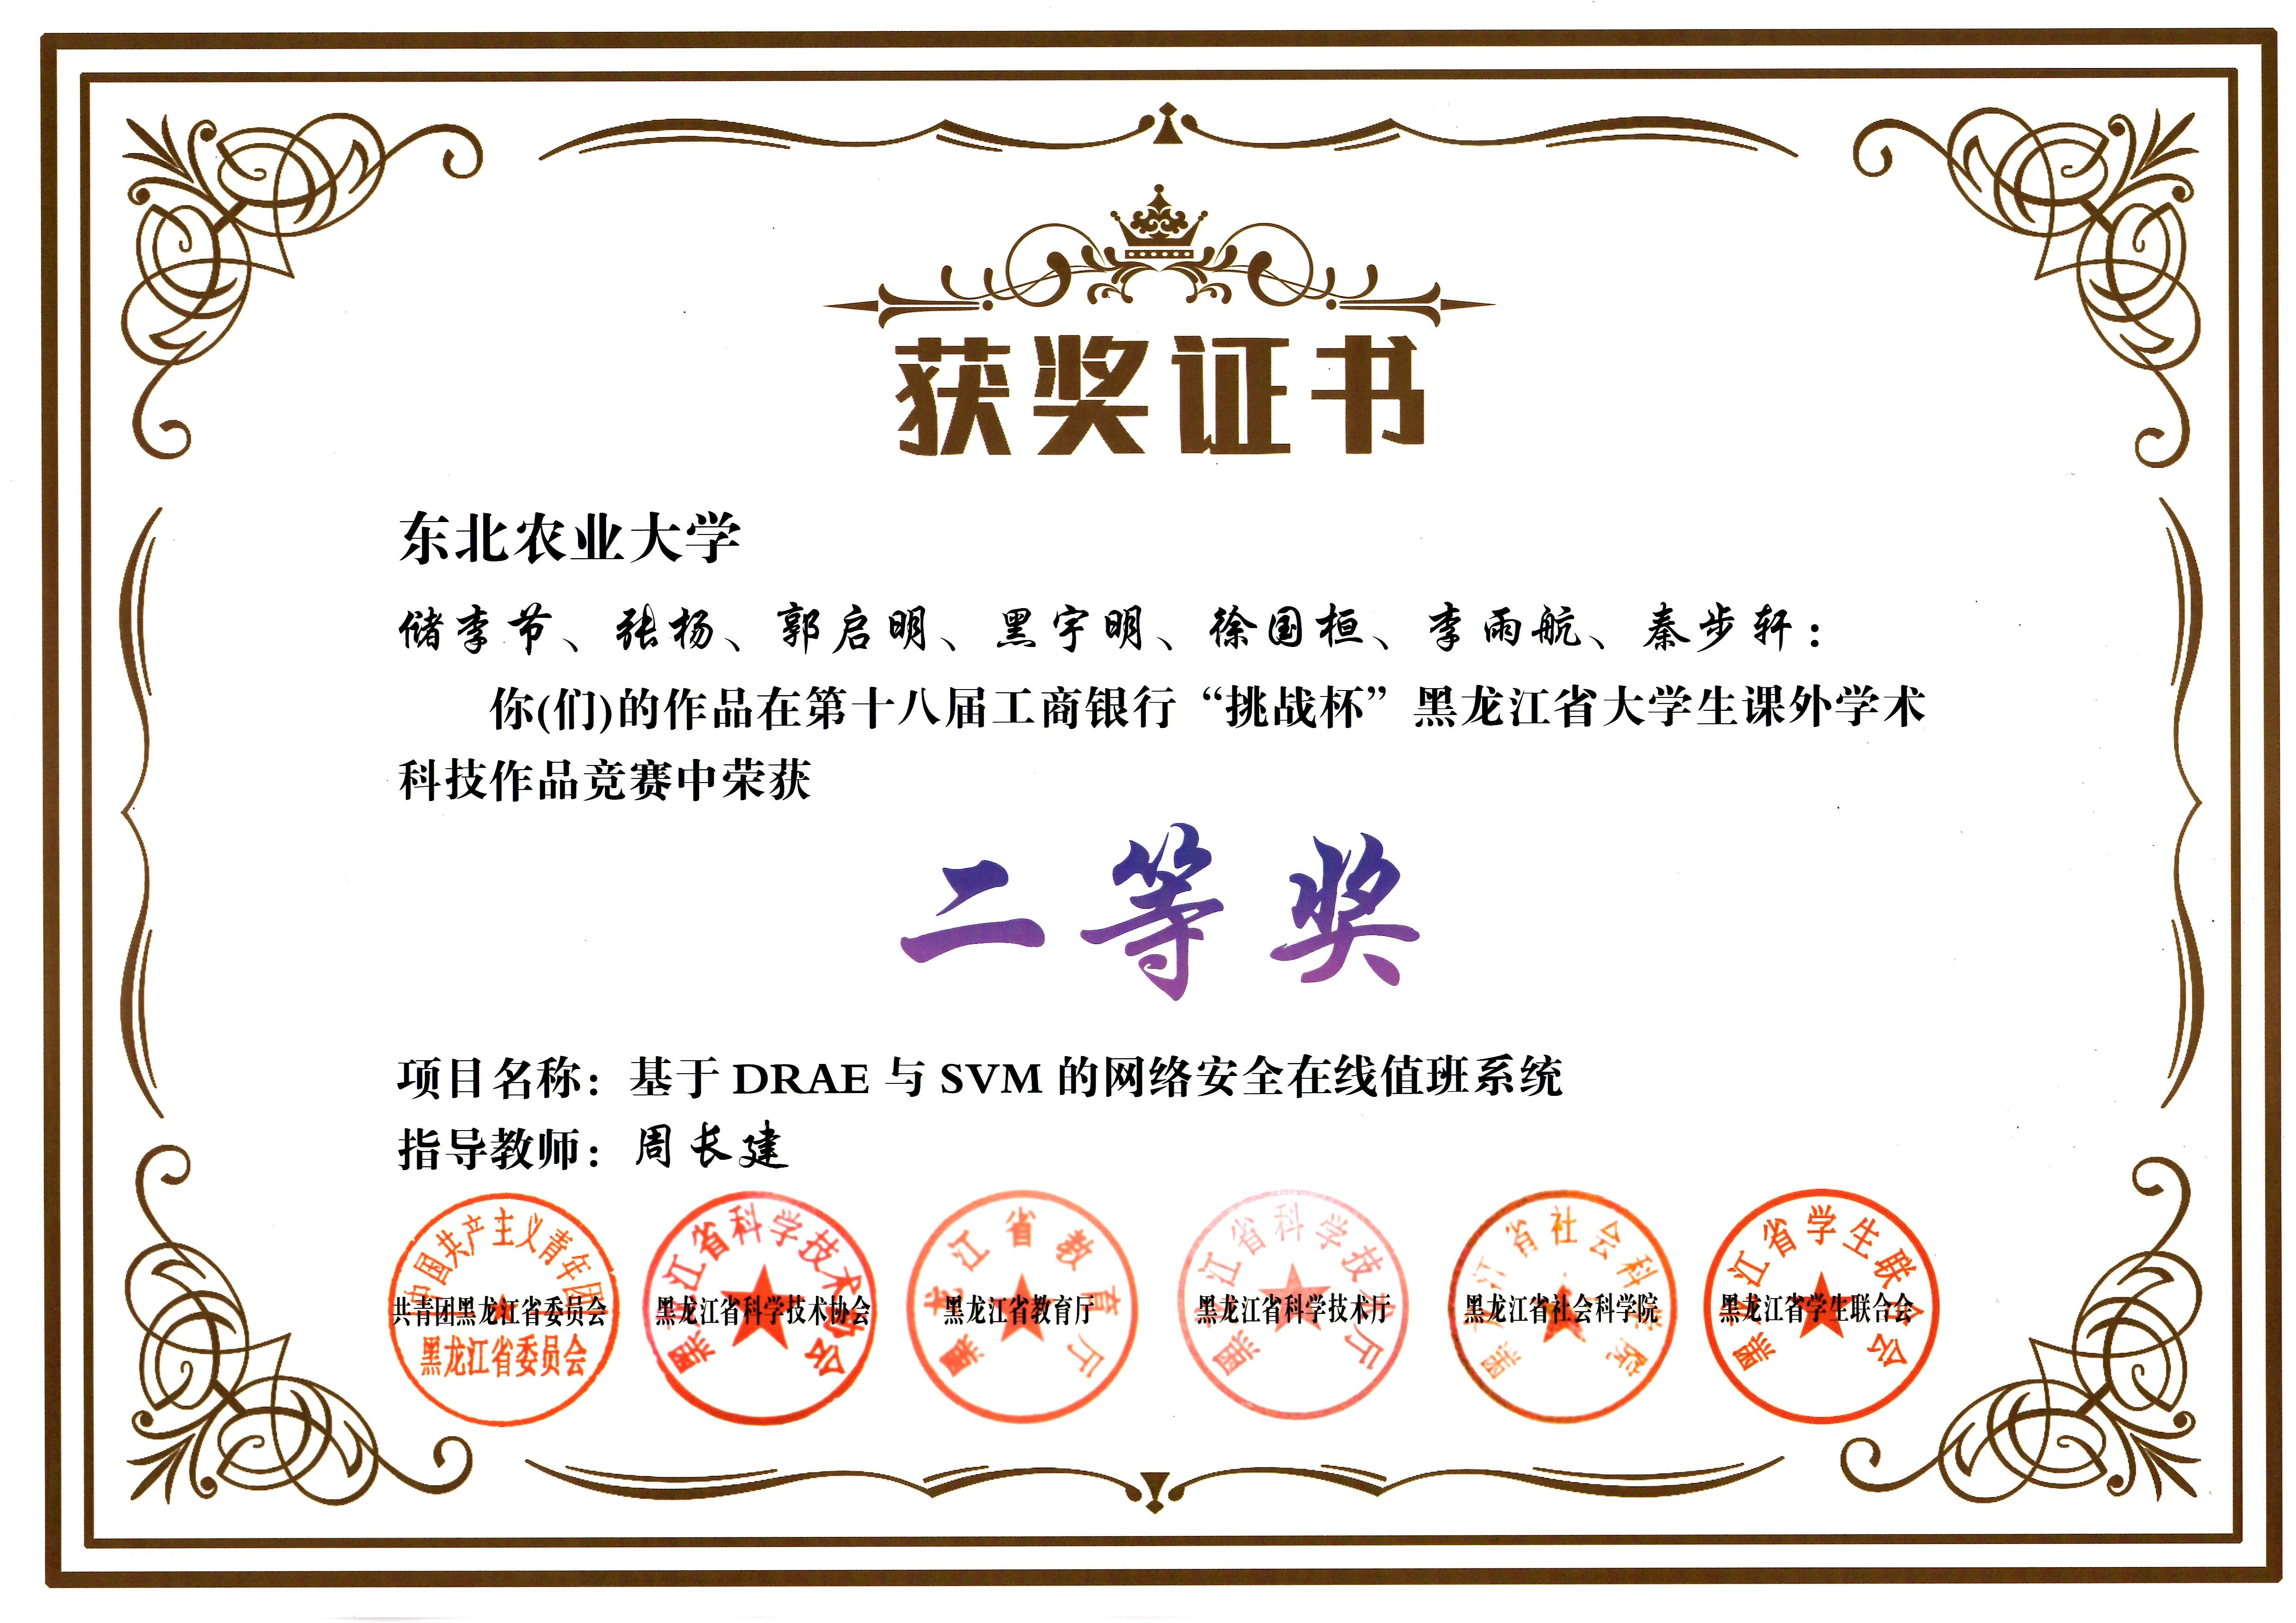 获奖证书
东北农业大学
储李节、张杨、郭启明、黑宇明、徐国桓、李雨航、秦步轩：
你(们)的作品在第十八届工商银行“挑战杯”黑龙江省大学生课外学术
科技作品竞赛中荣获
二等奖
项目名称：基于 DRAE 与 SVM 的网络安全在线值班系统
指导教师：周长建
中国共产主义青年团
共青团黑龙江省委员会
黑龙江省委员会
黑龙江省科学技术协会
黑龙江省科学技术协会
黑龙江省教育厅
黑龙江省教育厅
黑龙江省科学技术厅
黑龙江省科学技术厅
黑龙江省社会科学院
黑龙江省社会科学院
黑龙江省学生联合会
黑龙江省学生联合会